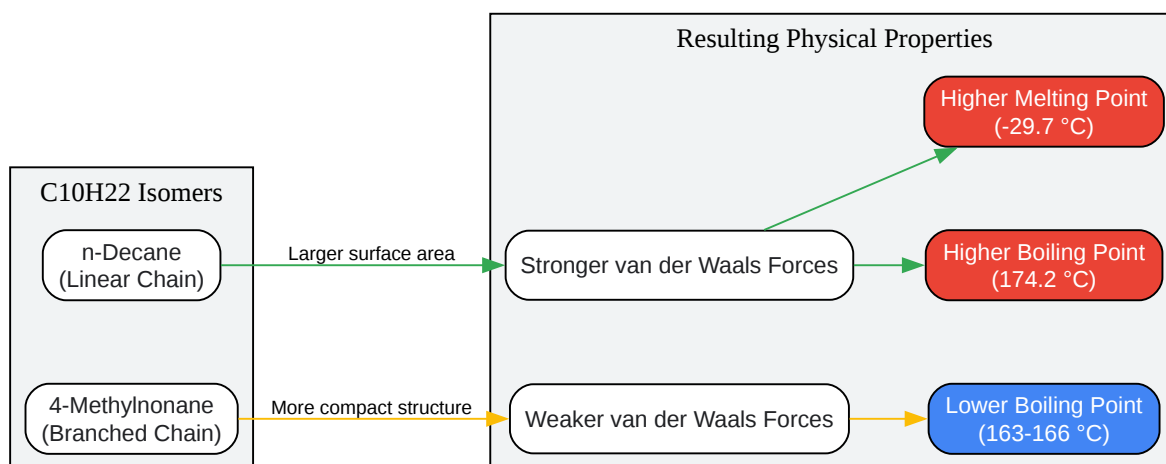 Resulting Physical Properties
Higher Melting Point
(-29.7 °C)
C10H22 Isomers
n-Decane
(Linear Chain)
Larger surface area
Stronger van der Waals Forces
Higher Boiling Point
(174.2 °C)
4-Methylnonane
(Branched Chain)
More compact structure
Weaker van der Waals Forces
Lower Boiling Point
(163-166 °C)